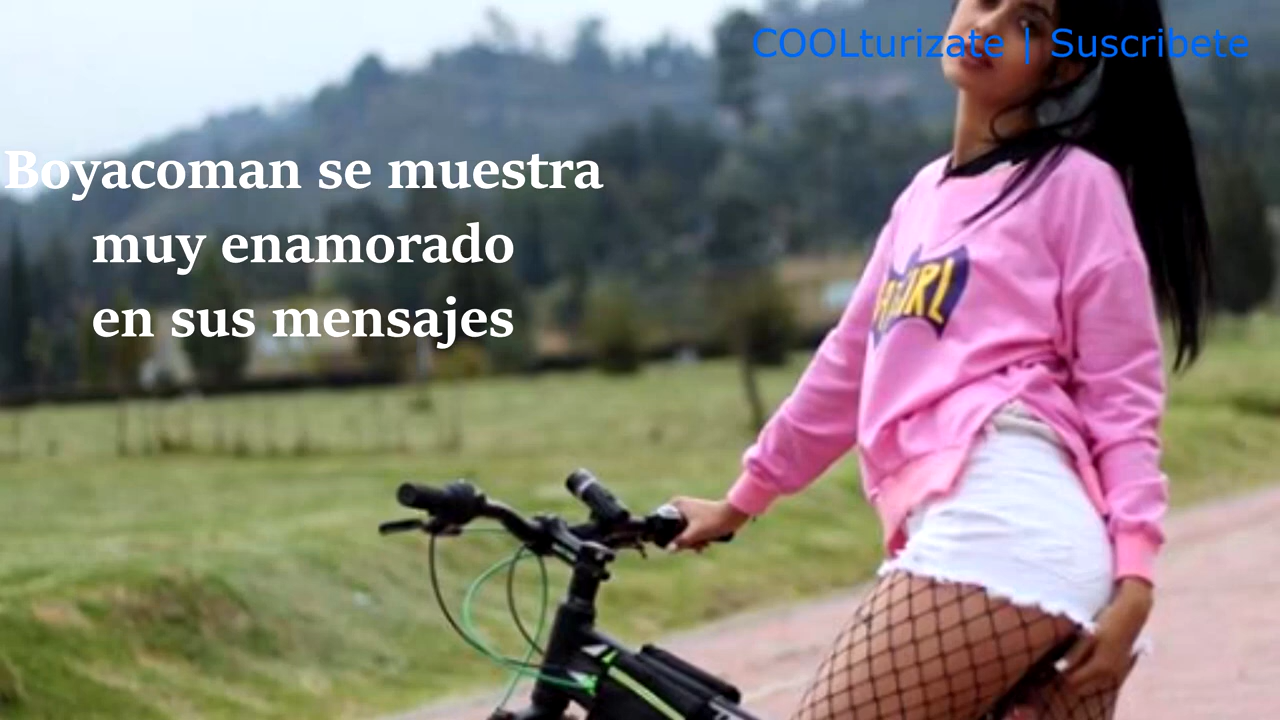 COOLturizate | Suscribete
Boyacoman se muestra
muy enamorado
en sus mensajes